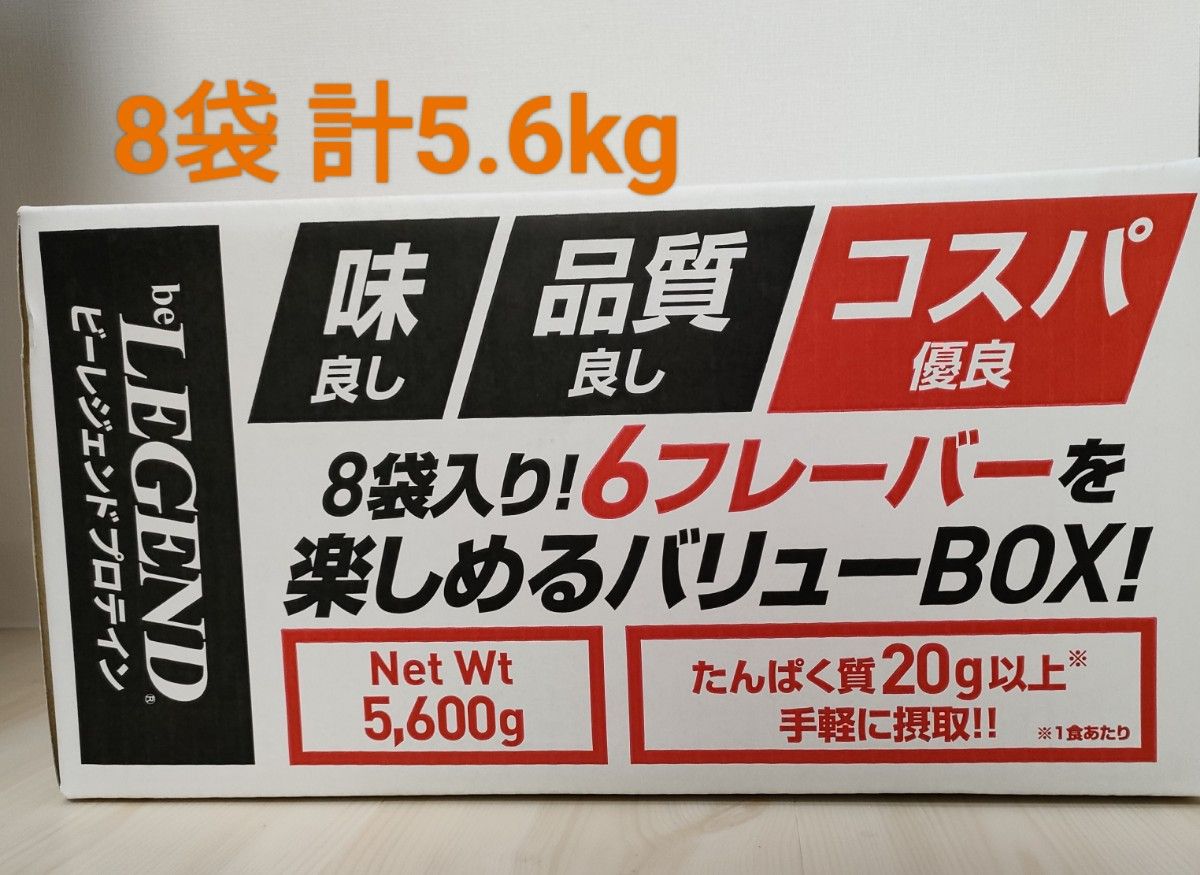 8袋 計5.6kg
be LEGEND®
ビーレジェンドプロテイン
味
良し
品質
良し
コスパ
優良
8袋入り!6フレーバーを
楽しめるバリューBOX!
Net Wt
5,600g
たんぱく質20g以上※
手軽に摂取!!
※1食あたり